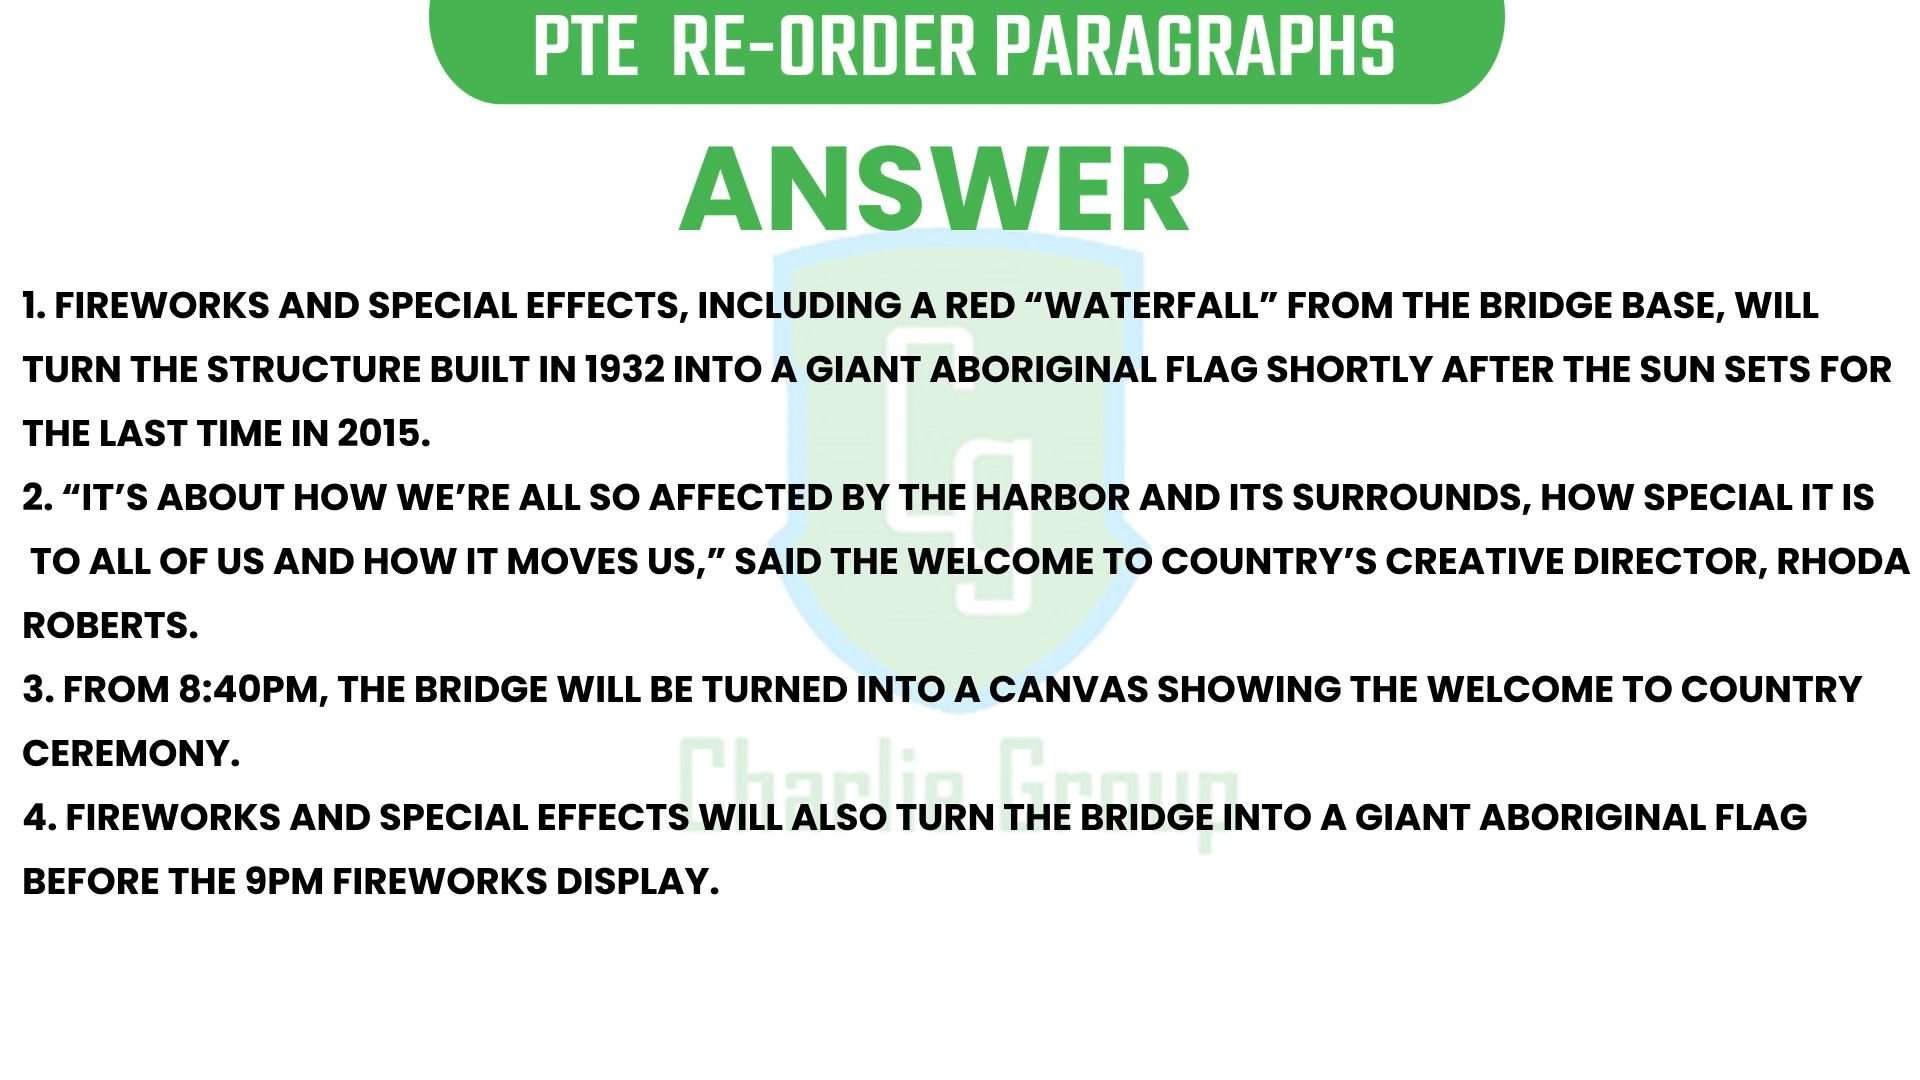 PTE RE-ORDER PARAGRAPHS
ANSWER
1. FIREWORKS AND SPECIAL EFFECTS, INCLUDING A RED “WATERFALL” FROM THE BRIDGE BASE, WILL
TURN THE STRUCTURE BUILT IN 1932 INTO A GIANT ABORIGINAL FLAG SHORTLY AFTER THE SUN SETS FOR
THE LAST TIME IN 2015.
2. “IT’S ABOUT HOW WE’RE ALL SO AFFECTED BY THE HARBOR AND ITS SURROUNDS, HOW SPECIAL IT IS
TO ALL OF US AND HOW IT MOVES US,” SAID THE WELCOME TO COUNTRY’S CREATIVE DIRECTOR, RHODA
ROBERTS.
3. FROM 8:40PM, THE BRIDGE WILL BE TURNED INTO A CANVAS SHOWING THE WELCOME TO COUNTRY
CEREMONY.
4. FIREWORKS AND SPECIAL EFFECTS WILL ALSO TURN THE BRIDGE INTO A GIANT ABORIGINAL FLAG
BEFORE THE 9PM FIREWORKS DISPLAY.
Cg
Charlie Group